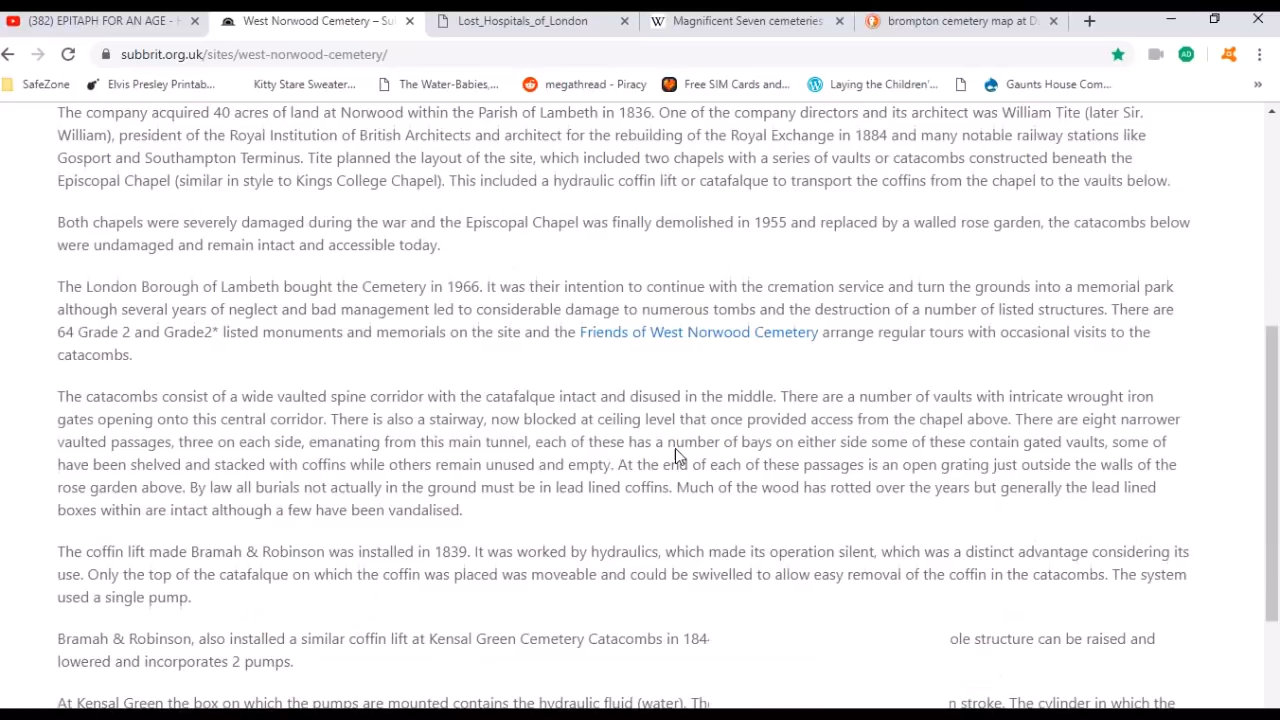 (382) EPITAPH FOR AN AGE - H
West Norwood Cemetery – Su
Lost_Hospitals_of_London
Magnificent Seven cemeteries
brompton cemetery map at D
subbrit.org.uk/sites/west-norwood-cemetery/
SafeZone
Elvis Presley Printab...
Kitty Stare Sweater...
The Water-Babies,...
megathread - Piracy
Free SIM Cards and...
Laying the Children'...
Gaunts House Com...
The company acquired 40 acres of land at Norwood within the Parish of Lambeth in 1836. One of the company directors and its architect was William Tite (later Sir.
William), president of the Royal Institution of British Architects and architect for the rebuilding of the Royal Exchange in 1884 and many notable railway stations like
Gosport and Southampton Terminus. Tite planned the layout of the site, which included two chapels with a series of vaults or catacombs constructed beneath the
Episcopal Chapel (similar in style to Kings College Chapel). This included a hydraulic coffin lift or catafalque to transport the coffins from the chapel to the vaults below.
Both chapels were severely damaged during the war and the Episcopal Chapel was finally demolished in 1955 and replaced by a walled rose garden, the catacombs below
were undamaged and remain intact and accessible today.
The London Borough of Lambeth bought the Cemetery in 1966. It was their intention to continue with the cremation service and turn the grounds into a memorial park
although several years of neglect and bad management led to considerable damage to numerous tombs and the destruction of a number of listed structures. There are
64 Grade 2 and Grade2* listed monuments and memorials on the site and the Friends of West Norwood Cemetery arrange regular tours with occasional visits to the
catacombs.
The catacombs consist of a wide vaulted spine corridor with the catafalque intact and disused in the middle. There are a number of vaults with intricate wrought iron
gates opening onto this central corridor. There is also a stairway, now blocked at ceiling level that once provided access from the chapel above. There are eight narrower
vaulted passages, three on each side, emanating from this main tunnel, each of these has a number of bays on either side some of these contain gated vaults, some of
have been shelved and stacked with coffins while others remain unused and empty. At the end of each of these passages is an open grating just outside the walls of the
rose garden above. By law all burials not actually in the ground must be in lead lined coffins. Much of the wood has rotted over the years but generally the lead lined
boxes within are intact although a few have been vandalised.
The coffin lift made Bramah & Robinson was installed in 1839. It was worked by hydraulics, which made its operation silent, which was a distinct advantage considering its
use. Only the top of the catafalque on which the coffin was placed was moveable and could be swivelled to allow easy removal of the coffin in the catacombs. The system
used a single pump.
Bramah & Robinson, also installed a similar coffin lift at Kensal Green Cemetery Catacombs in 184 ole structure can be raised and
lowered and incorporates 2 pumps.
At Kensal Green the box on which the pumps are mounted contains the hydraulic fluid (water). Th n stroke. The cylinder in which the